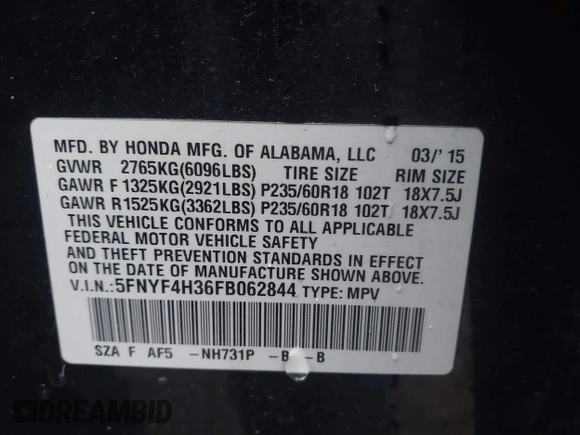 MFD. BY HONDA MFG. OF ALABAMA, LLC 03/' 15
GVWR 2765KG(6096LBS) TIRE SIZE RIM SIZE
GAWR F 1325KG(2921LBS) P235/60R18 102T 18X7.5J
GAWR R1525KG(3362LBS) P235/60R18 102T 18X7.5J
THIS VEHICLE CONFORMS TO ALL APPLICABLE
FEDERAL MOTOR VEHICLE SAFETY
AND THEFT PREVENTION STANDARDS IN EFFECT
ON THE DATE OF MANUFACTURE SHOWN ABOVE.
V.I.N.:5FNYF4H36FB062844 TYPE: MPV
SZA F AF5 -NH731P -B -B
DREAMBID